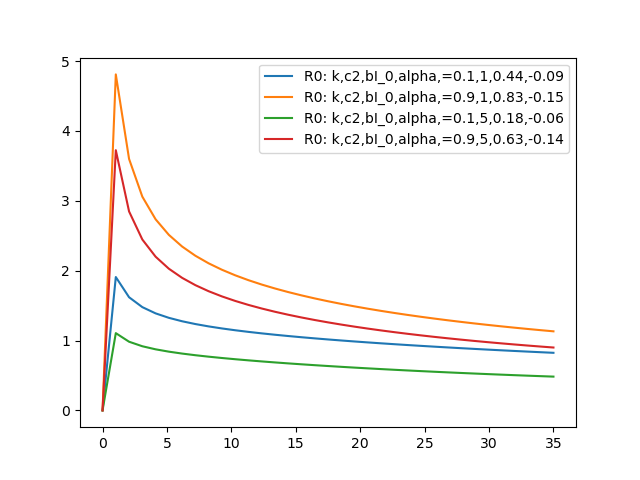 R0: k,c2,bI_0,alpha,=0.1,1,0.44,-0.09
R0: k,c2,bI_0,alpha,=0.9,1,0.83,-0.15
R0: k,c2,bI_0,alpha,=0.1,5,0.18,-0.06
R0: k,c2,bI_0,alpha,=0.9,5,0.63,-0.14
5
4
3
2
1
0
0 5 10 15 20 25 30 35